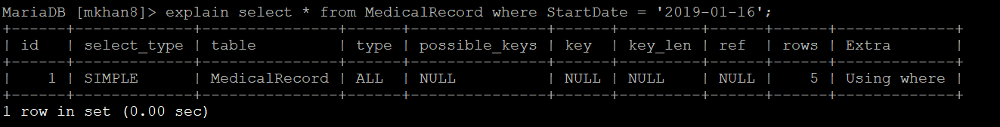 MariaDB [mkhan8]> explain select * from MedicalRecord where StartDate = '2019-01-16';
+------+-------------+---------------+------+---------------+------+---------+------+------+-------------+
| id   | select_type | table         | type | possible_keys | key  | key_len | ref  | rows | Extra       |
+------+-------------+---------------+------+---------------+------+---------+------+------+-------------+
|    1 | SIMPLE      | MedicalRecord | ALL  | NULL          | NULL | NULL    | NULL |    5 | Using where |
+------+-------------+---------------+------+---------------+------+---------+------+------+-------------+
1 row in set (0.00 sec)